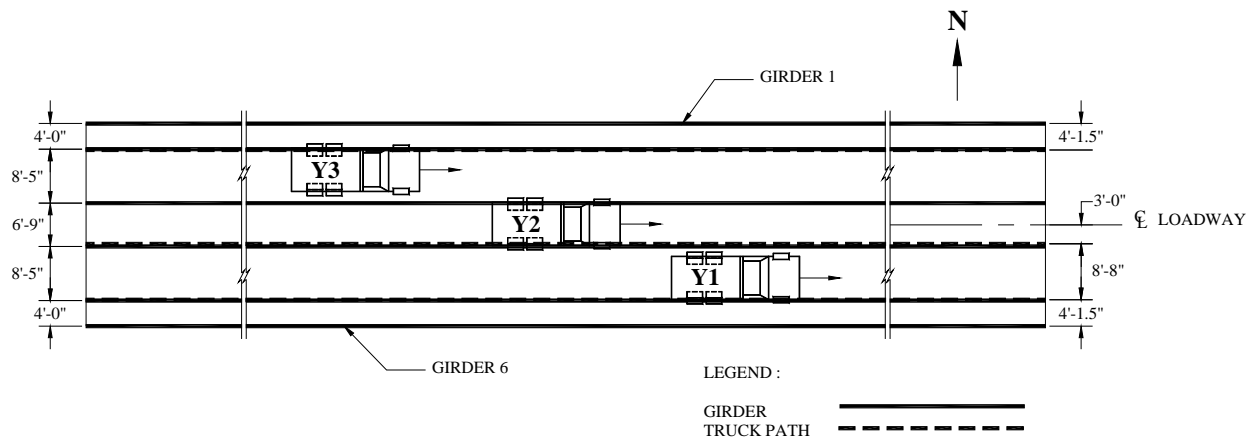 N
GIRDER 1
4'-0"
8'-5"
6'-9"
8'-5"
4'-0"
Y3
Y2
Y1
4'-1.5"
3'-0"
℄ LOADWAY
8'-8"
4'-1.5"
GIRDER 6
LEGEND :
GIRDER
TRUCK PATH